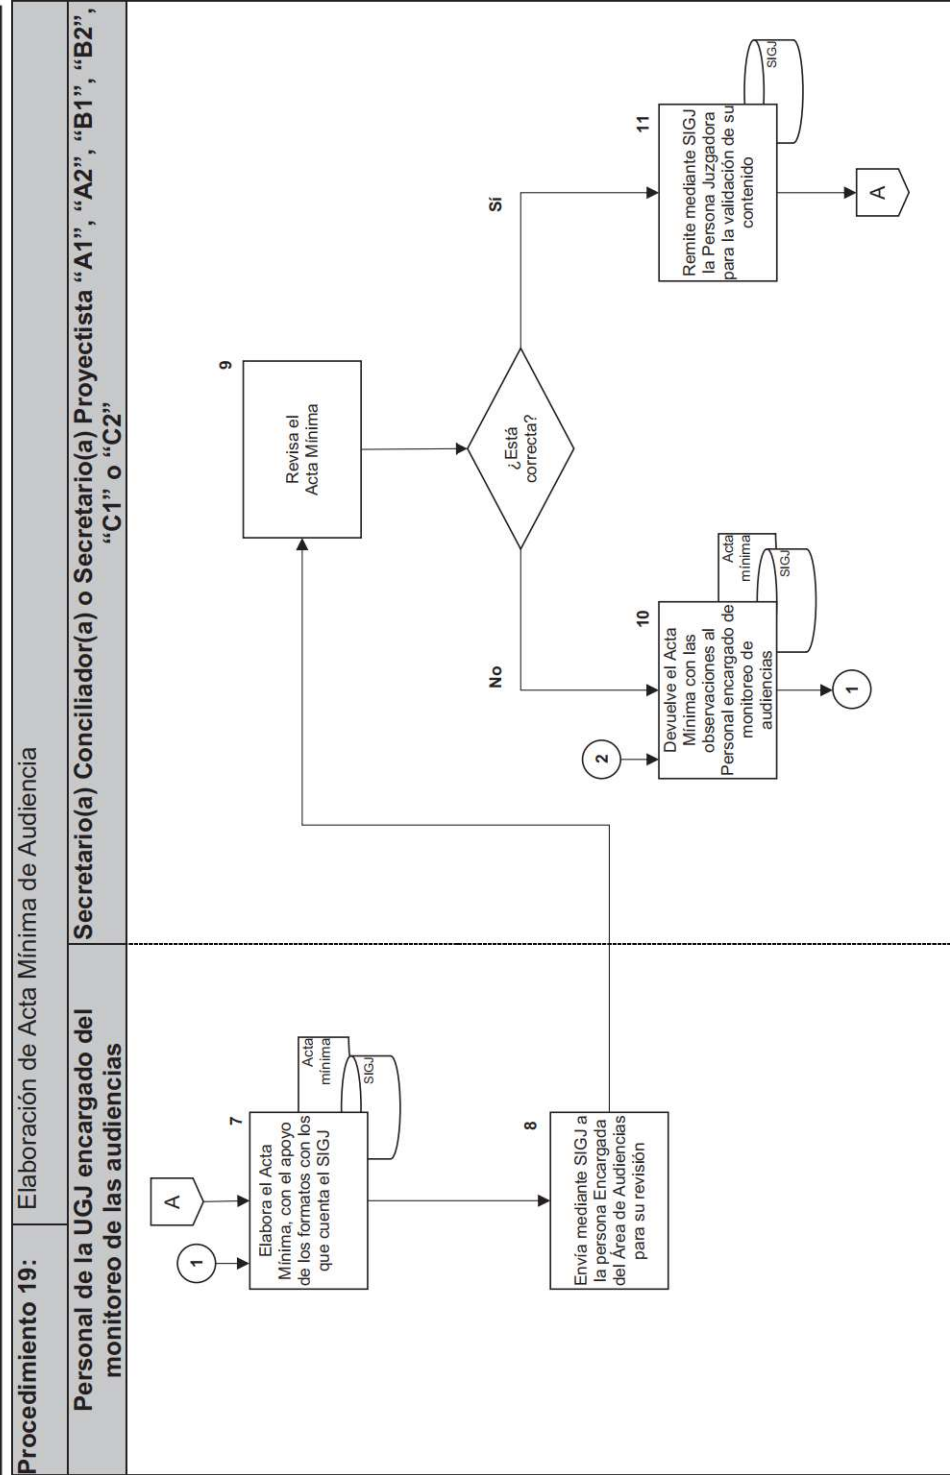 Procedimiento 19:
Elaboración de Acta Mínima de Audiencia
Personal de la UGJ encargado del
monitoreo de las audiencias
Secretario(a) Conciliador(a) o Secretario(a) Proyectista “A1”, “A2”, “B1”, “B2”,
“C1” o “C2”
1
A
7
Elabora el Acta
Mínima, con el apoyo
de los formatos con los
que cuenta el SIGJ
Acta
mínima
SIGJ
8
Envía mediante SIGJ a
la persona Encargada
del Área de Audiencias
para su revisión
9
Revisa el
Acta Mínima
¿Está
correcta?
No
Sí
2
10
Devuelve el Acta
Mínima con las
observaciones al
Personal encargado de
monitoreo de
audiencias
Acta
mínima
SIGJ
1
11
Remite mediante SIGJ
la Persona Juzgadora
para la validación de su
contenido
SIGJ
A